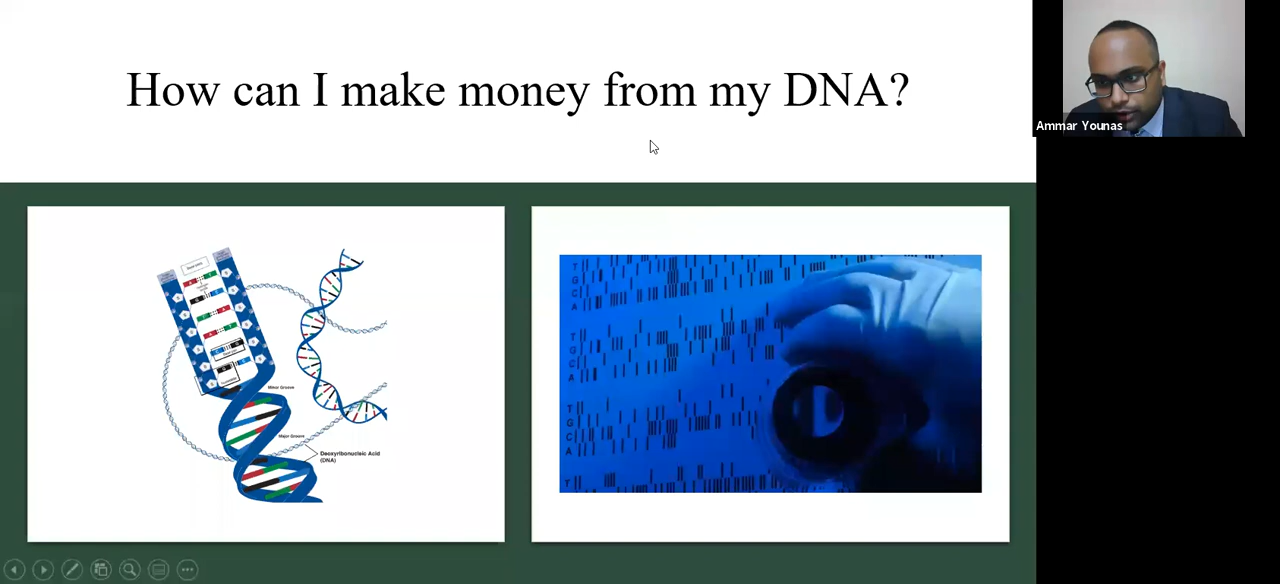 How can I make money from my DNA?
Ammar Younas
Minor Groove
Major Groove
Deoxyribonucleic Acid
(DNA)
T
G
C
A
T
G
C
A
T
G
C
A
T